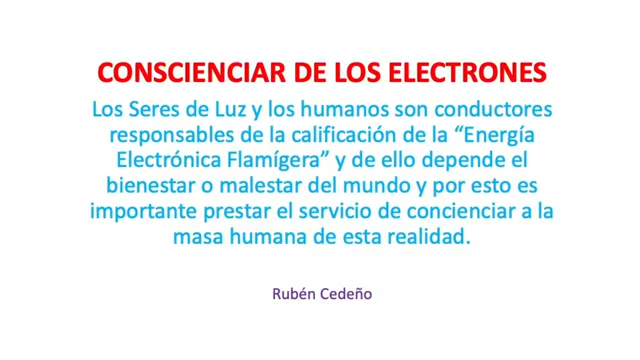 CONSCIENCIAR DE LOS ELECTRONES
Los Seres de Luz y los humanos son conductores
responsables de la calificación de la “Energía
Electrónica Flamígera” y de ello depende el
bienestar o malestar del mundo y por esto es
importante prestar el servicio de concienciar a la
masa humana de esta realidad.
Rubén Cedeño